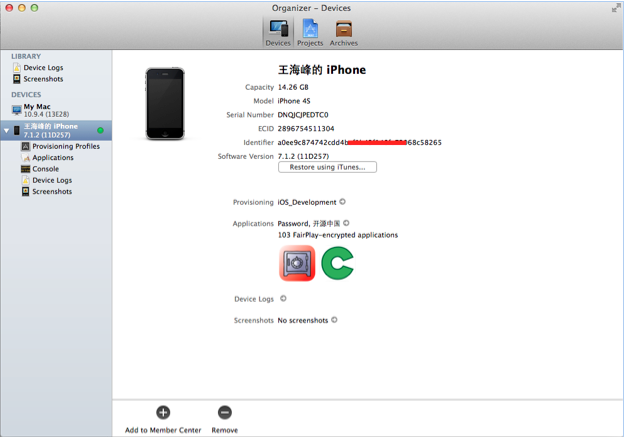 Organizer – Devices
Devices Projects Archives
LIBRARY
Device Logs
Screenshots
DEVICES
My Mac
10.9.4 (13E28)
王海峰的 iPhone
7.1.2 (11D257)
Provisioning Profiles
Applications
Console
Device Logs
Screenshots
王海峰的 iPhone
Capacity 14.26 GB
Model iPhone 4S
Serial Number DNQJCJPEDTC0
ECID 2896754511304
Identifier a0ee9c874742cdd4 68c58265
Software Version 7.1.2 (11D257)
Restore using iTunes...
Provisioning iOS_Development
Applications Password, 开源中国
103 FairPlay-encrypted applications
Device Logs
Screenshots No screenshots
Add to Member Center Remove